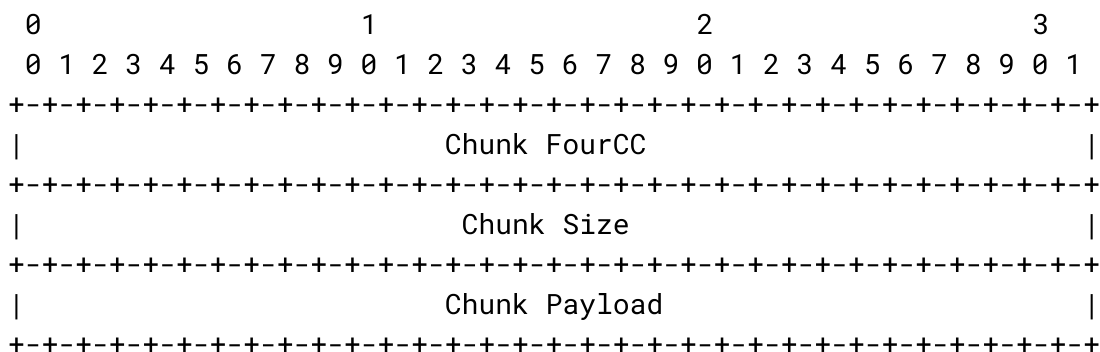 0                   1                   2                   3
 0 1 2 3 4 5 6 7 8 9 0 1 2 3 4 5 6 7 8 9 0 1 2 3 4 5 6 7 8 9 0 1
+-+-+-+-+-+-+-+-+-+-+-+-+-+-+-+-+-+-+-+-+-+-+-+-+-+-+-+-+-+-+-+-+
|                         Chunk FourCC                          |
+-+-+-+-+-+-+-+-+-+-+-+-+-+-+-+-+-+-+-+-+-+-+-+-+-+-+-+-+-+-+-+-+
|                          Chunk Size                           |
+-+-+-+-+-+-+-+-+-+-+-+-+-+-+-+-+-+-+-+-+-+-+-+-+-+-+-+-+-+-+-+-+
|                         Chunk Payload                         |
+-+-+-+-+-+-+-+-+-+-+-+-+-+-+-+-+-+-+-+-+-+-+-+-+-+-+-+-+-+-+-+-+